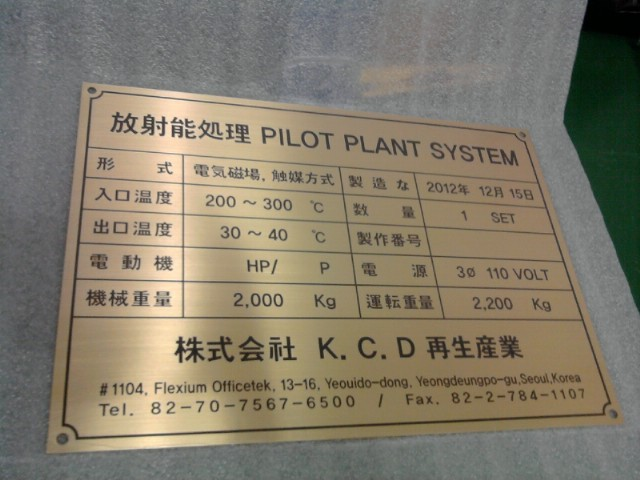 放射能処理 PILOT PLANT SYSTEM
形 式 電気磁場, 触媒方式 製造な 2012年 12月 15日
入口温度 200 ~ 300 ℃ 数 量 1 SET
出口温度 30 ~ 40 ℃ 製作番号
電動機 HP/ P 電 源 3Ø 110 VOLT
機械重量 2,000 Kg 運転重量 2,200 Kg
株式会社 K. C. D 再生産業
#1104, Flexium Officetek, 13-16, Yeouido-dong, Yeongdeungpo-gu,Seoul,Korea
Tel. 82-70-7567-6500 / Fax. 82-2-784-1107